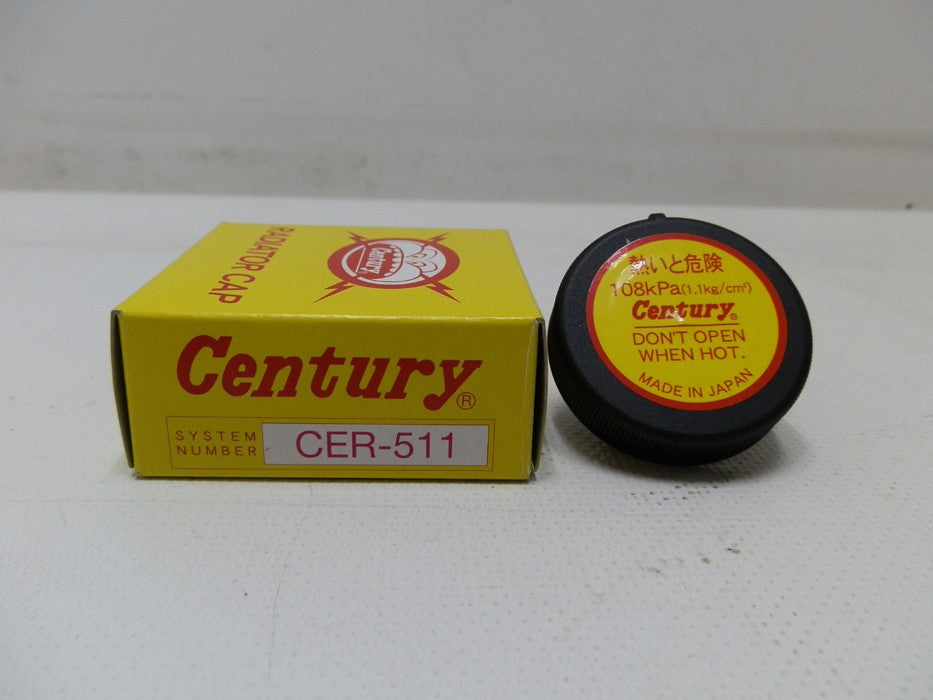 RADIATOR CAP
Century
Century®
SYSTEM
NUMBER
CER-511
熱いと危険
108kPa(1.1kg/cm²)
Century®
DON'T OPEN
WHEN HOT.
MADE IN JAPAN